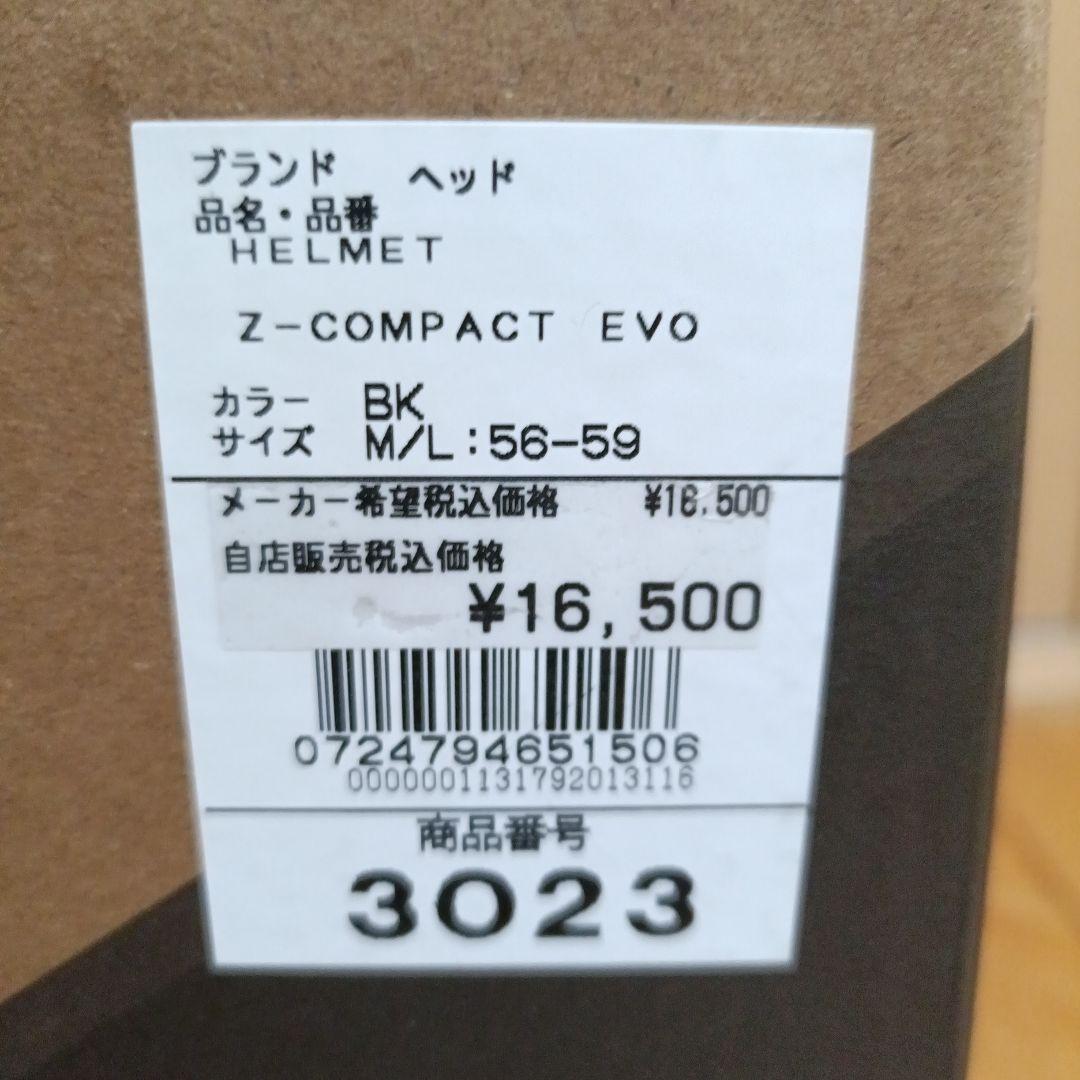 ブランド ヘッド
品名・品番
HELMET
Z-COMPACT EVO
カラー BK
サイズ M/L:56-59
メーカー希望税込価格 ¥16,500
自店販売税込価格
¥16,500
0724794651506
0000001131792013116
商品番号
3023